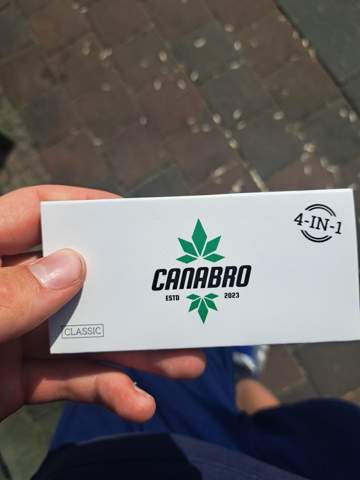 4-IN-1
CANABRO
ESTD 2023
CLASSIC